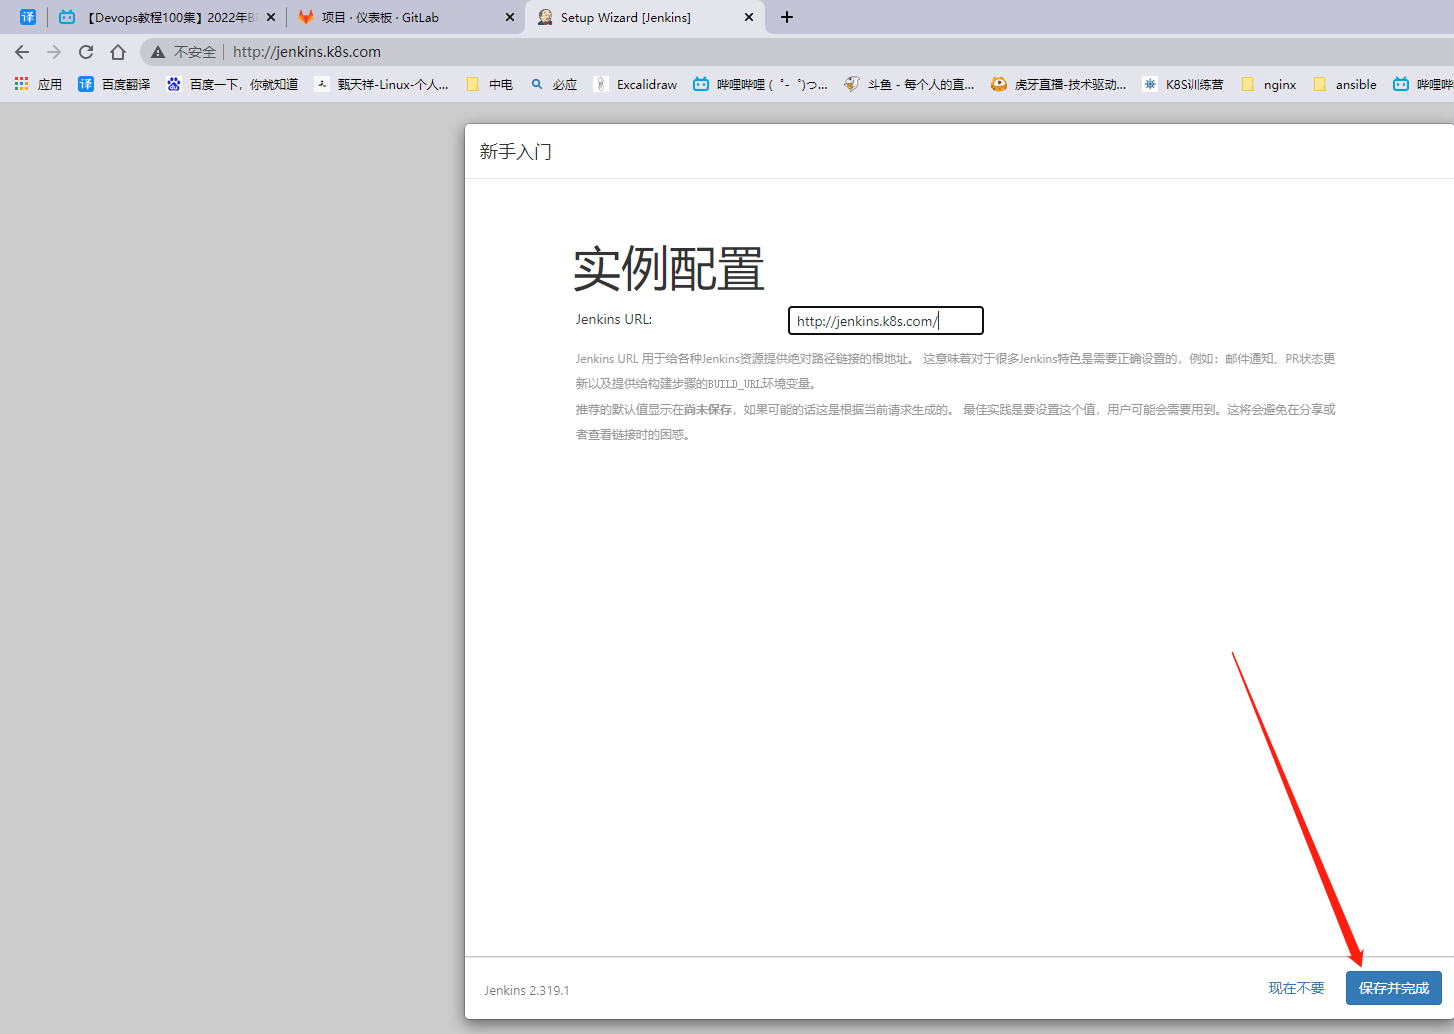 译
【Devops教程100集】2022年B
项目 · 仪表板 · GitLab
Setup Wizard [Jenkins]
不安全
http://jenkins.k8s.com
应用
译 百度翻译
百度一下，你就知道
甄天祥-Linux-个人...
中电
必应
Excalidraw
哔哩哔哩 (゜-゜)つ...
斗鱼 - 每个人的直...
虎牙直播-技术驱动...
K8S训练营
nginx
ansible
哔哩哔
新手入门
实例配置
Jenkins URL:
http://jenkins.k8s.com/
Jenkins URL 用于给各种Jenkins资源提供绝对路径链接的根地址。 这意味着对于很多Jenkins特色是需要正确设置的，例如：邮件通知、PR状态更
新以及提供给构建步骤的BUILD_URL环境变量。
推荐的默认值显示在尚未保存，如果可能的话这是根据当前请求生成的。 最佳实践是要设置这个值，用户可能会需要用到。这将会避免在分享或
者查看链接时的困惑。
Jenkins 2.319.1
现在不要
保存并完成